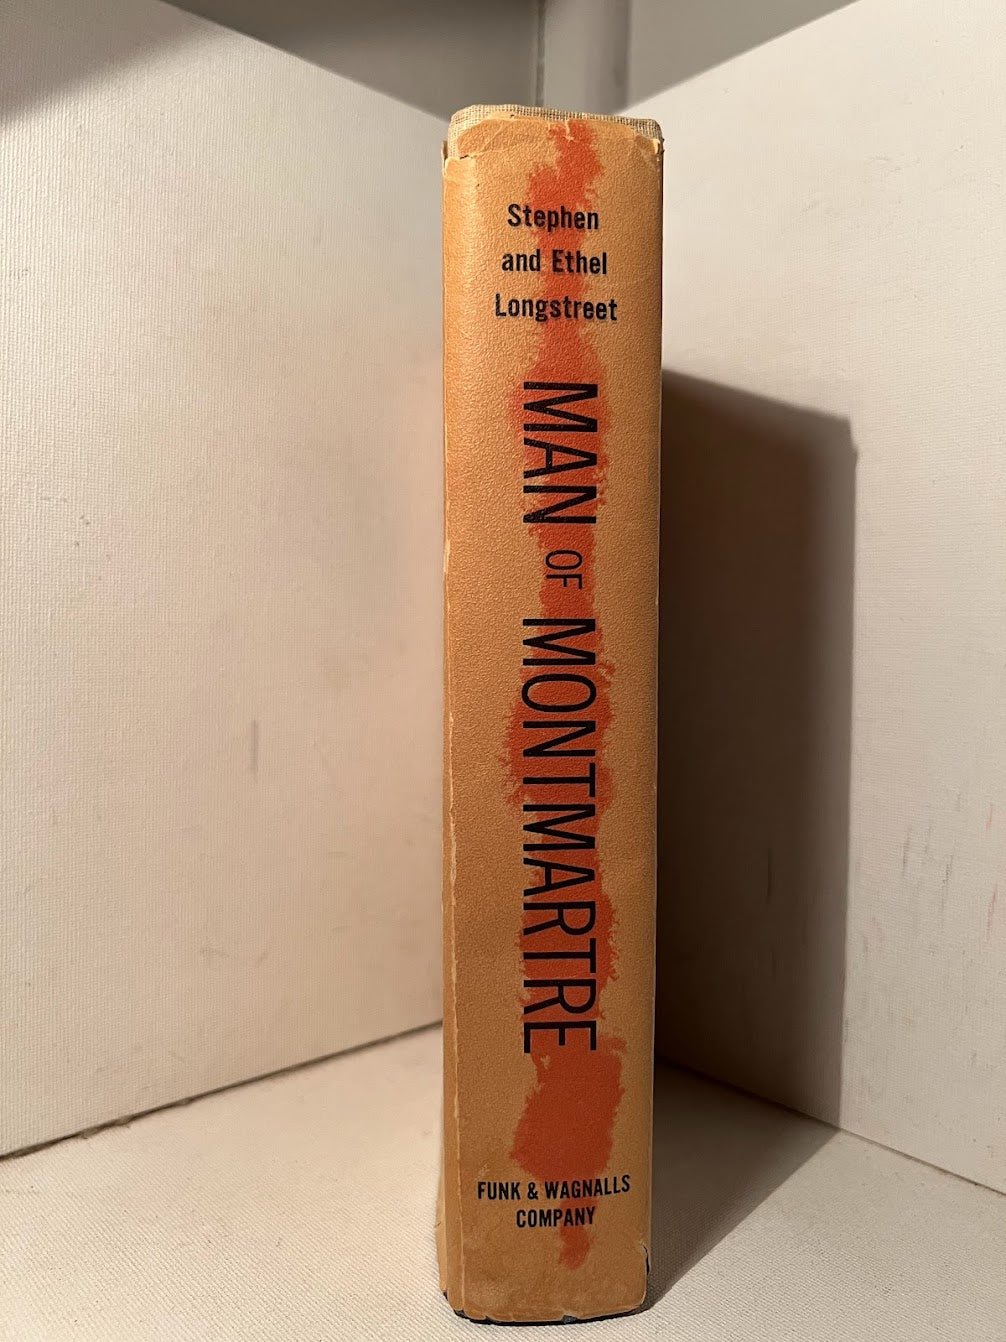 Stephen
and Ethel
Longstreet
MAN OF MONTMARTRE
FUNK & WAGNALLS
COMPANY